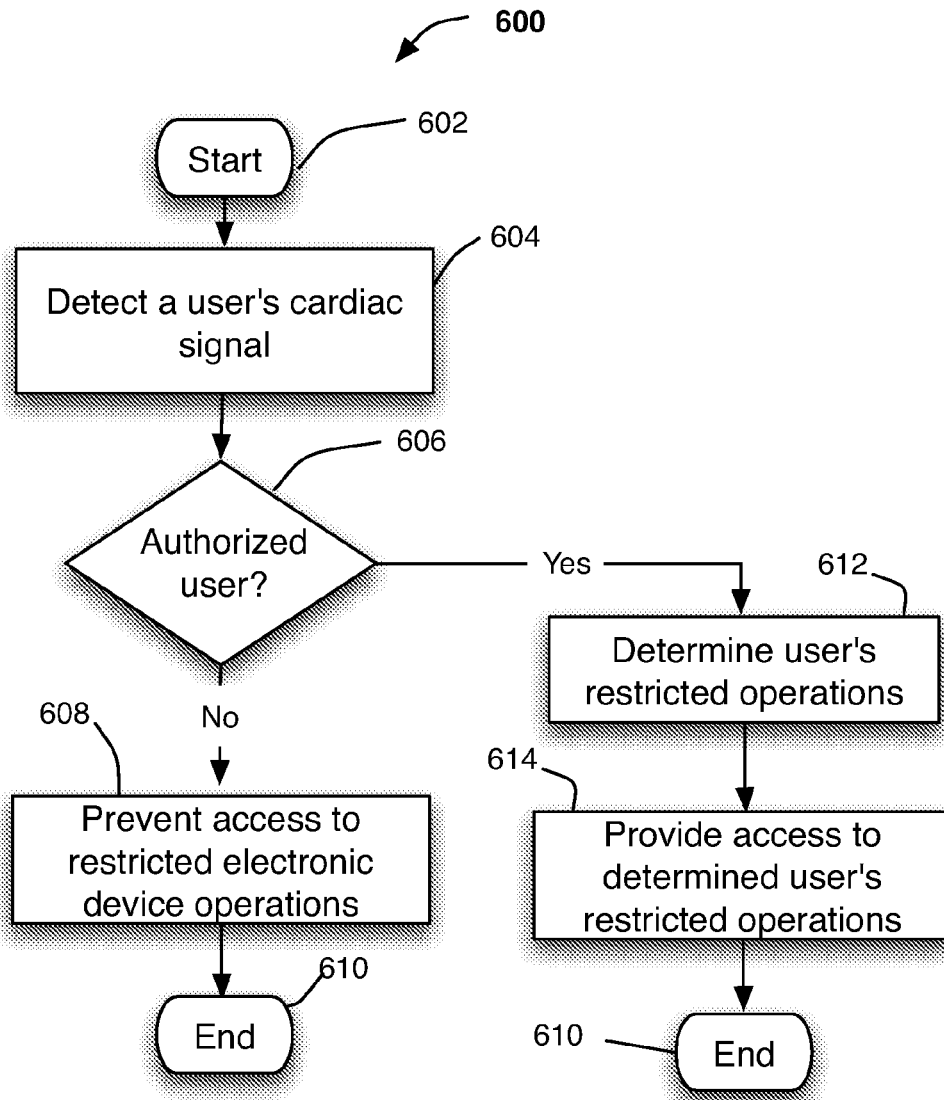 600
Start
602
604
Detect a user's cardiac
signal
606
Authorized
user?
Yes
612
Determine user's
restricted operations
No
608
Prevent access to
restricted electronic
device operations
614
Provide access to
determined user's
restricted operations
610
End
610
End